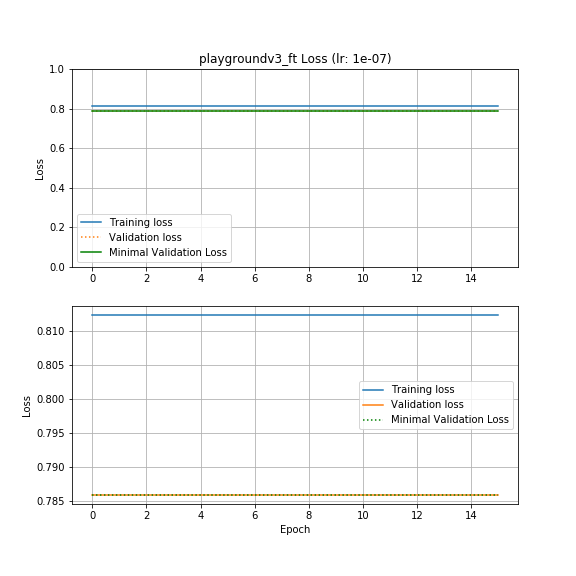 playgroundv3_ft Loss (lr: 1e-07)
1.0
0.8
0.6
0.4
0.2
0.0
Loss
Training loss
Validation loss
Minimal Validation Loss
0 2 4 6 8 10 12 14
0.810
0.805
0.800
0.795
0.790
0.785
Loss
Training loss
Validation loss
Minimal Validation Loss
0 2 4 6 8 10 12 14
Epoch